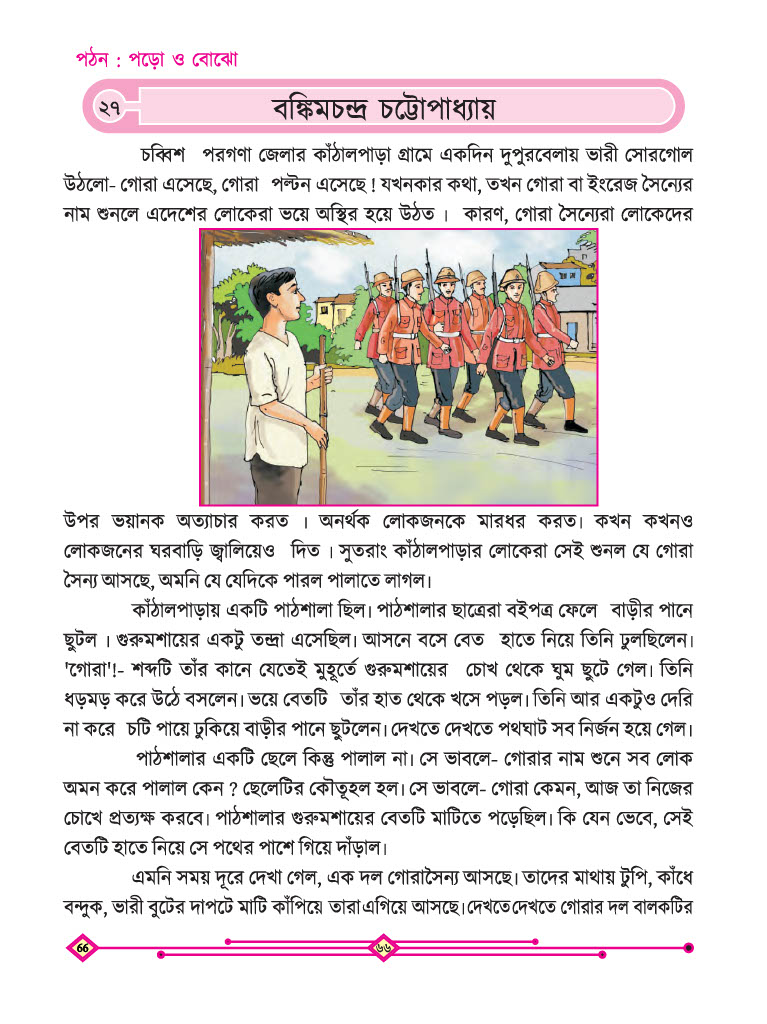 পঠন : পড়ো ও বোঝো
২৭
বঙ্কিমচন্দ্র চট্টোপাধ্যায়
চব্বিশ পরগণা জেলার কাঁঠালপাড়া গ্রামে একদিন দুপুরবেলায় ভারী সোরগোল
উঠলো- গোরা এসেছে, গোরা পল্টন এসেছে ! যখনকার কথা, তখন গোরা বা ইংরেজ সৈন্যের
নাম শুনলে এদেশের লোকেরা ভয়ে অস্থির হয়ে উঠত । কারণ, গোরা সৈন্যেরা লোকেদের
উপর ভয়ানক অত্যাচার করত । অনর্থক লোকজনকে মারধর করত। কখন কখনও
লোকজনের ঘরবাড়ি জ্বালিয়েও দিত । সুতরাং কাঁঠালপাড়ার লোকেরা সেই শুনল যে গোরা
সৈন্য আসছে, অমনি যে যেদিকে পারল পালাতে লাগল।
কাঁঠালপাড়ায় একটি পাঠশালা ছিল। পাঠশালার ছাত্রেরা বইপত্র ফেলে বাড়ীর পানে
ছুটল । গুরুমশায়ের একটু তন্দ্রা এসেছিল। আসনে বসে বেত হাতে নিয়ে তিনি ঢুলছিলেন।
'গোরা'!- শব্দটি তাঁর কানে যেতেই মুহূর্তে গুরুমশায়ের চোখ থেকে ঘুম ছুটে গেল। তিনি
ধড়মড় করে উঠে বসলেন। ভয়ে বেতটি তাঁর হাত থেকে খসে পড়ল। তিনি আর একটুও দেরি
না করে চটি পায়ে ঢুকিয়ে বাড়ীর পানে ছুটলেন। দেখতে দেখতে পথঘাট সব নির্জন হয়ে গেল।
পাঠশালার একটি ছেলে কিন্তু পালাল না। সে ভাবলে- গোরার নাম শুনে সব লোক
অমন করে পালাল কেন ? ছেলেটির কৌতূহল হল। সে ভাবলে- গোরা কেমন, আজ তা নিজের
চোখে প্রত্যক্ষ করবে। পাঠশালার গুরুমশায়ের বেতটি মাটিতে পড়েছিল। কি যেন ভেবে, সেই
বেতটি হাতে নিয়ে সে পথের পাশে গিয়ে দাঁড়াল।
এমনি সময় দূরে দেখা গেল, এক দল গোরাসৈন্য আসছে। তাদের মাথায় টুপি, কাঁধে
বন্দুক, ভারী বুটের দাপটে মাটি কাঁপিয়ে তারা এগিয়ে আসছে। দেখতে দেখতে গোরার দল বালকটির
66
৬৬